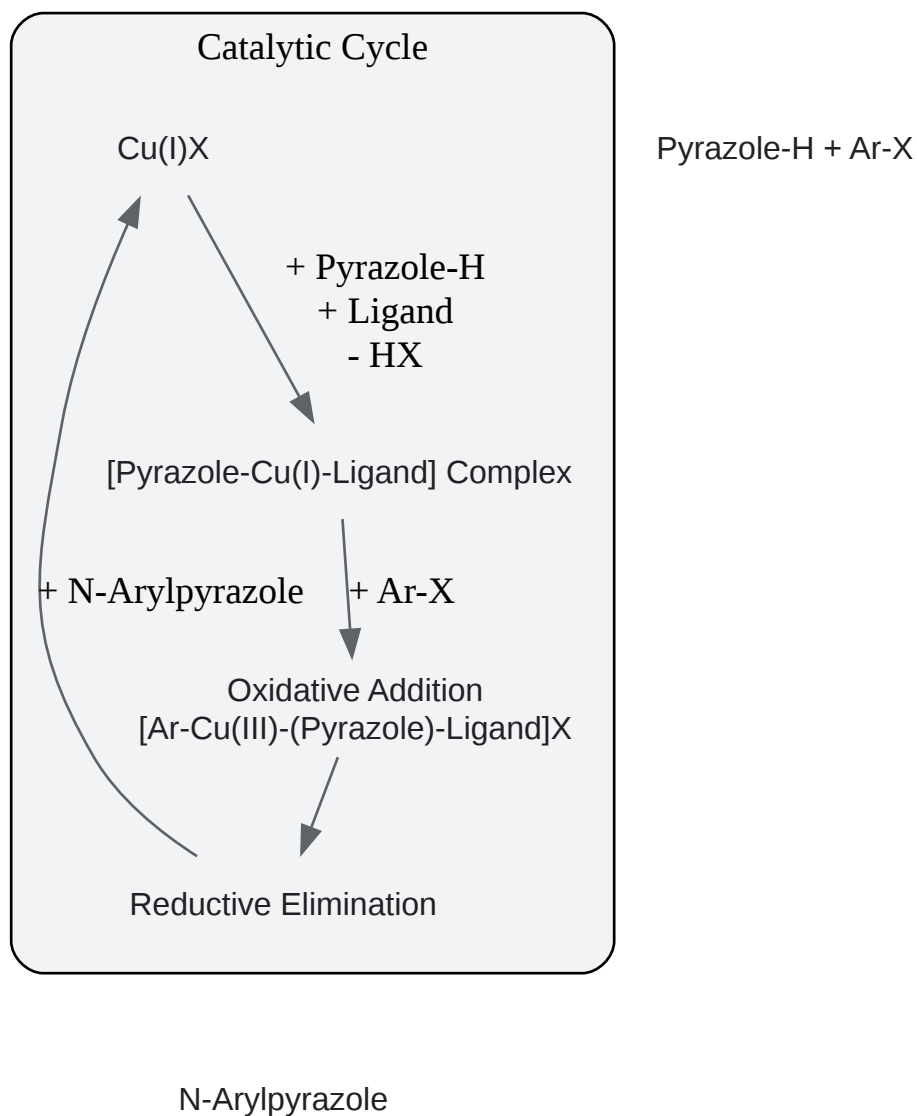 Catalytic Cycle
Cu(I)X
Pyrazole-H + Ar-X
+ Pyrazole-H
+ Ligand
- HX
[Pyrazole-Cu(I)-Ligand] Complex
+ N-Arylpyrazole
+ Ar-X
Oxidative Addition
[Ar-Cu(III)-(Pyrazole)-Ligand]X
Reductive Elimination
N-Arylpyrazole